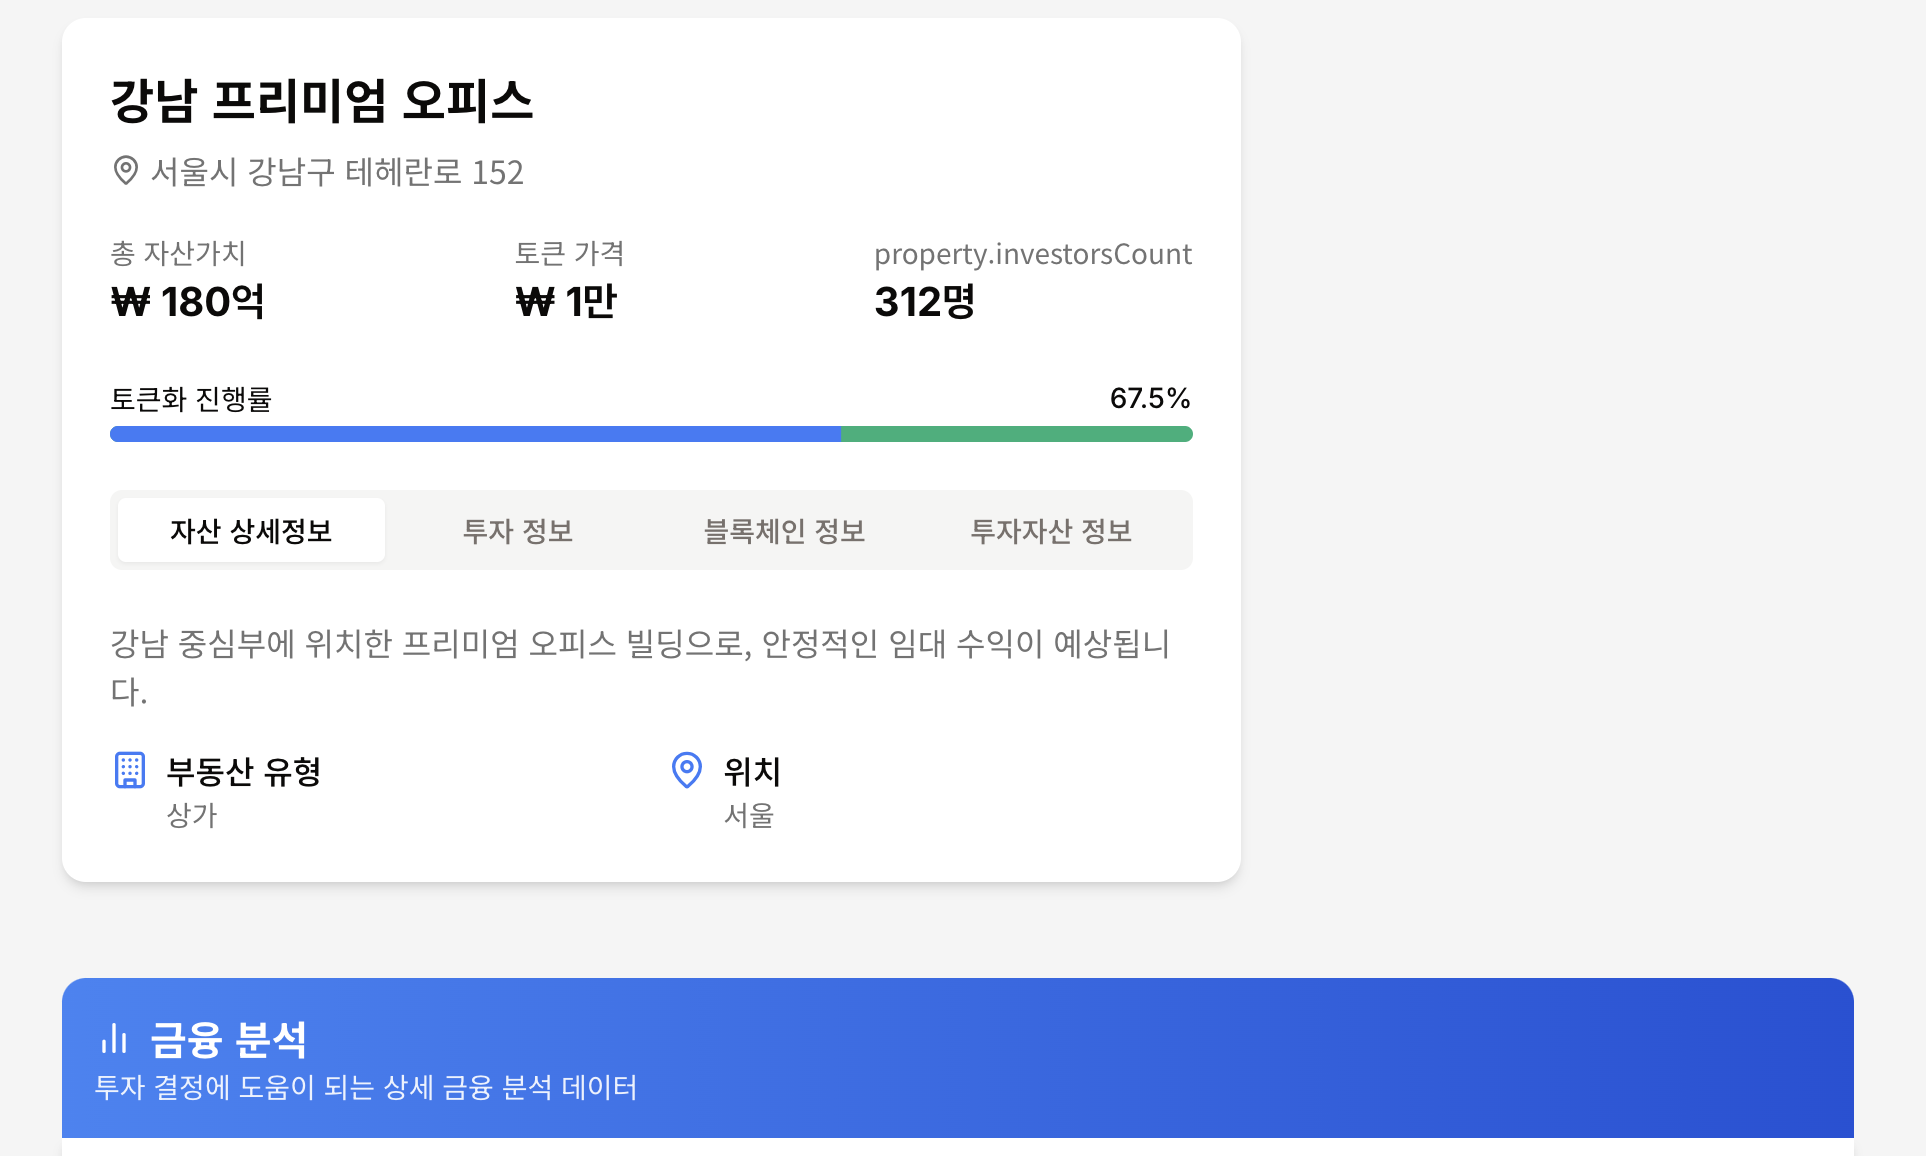 강남 프리미엄 오피스
서울시 강남구 테헤란로 152
총 자산가치
₩ 180억
토큰 가격
₩ 1만
property.investorsCount
312명
토큰화 진행률
67.5%
자산 상세정보
투자 정보
블록체인 정보
투자자산 정보
강남 중심부에 위치한 프리미엄 오피스 빌딩으로, 안정적인 임대 수익이 예상됩니
다.
부동산 유형
상가
위치
서울
금융 분석
투자 결정에 도움이 되는 상세 금융 분석 데이터